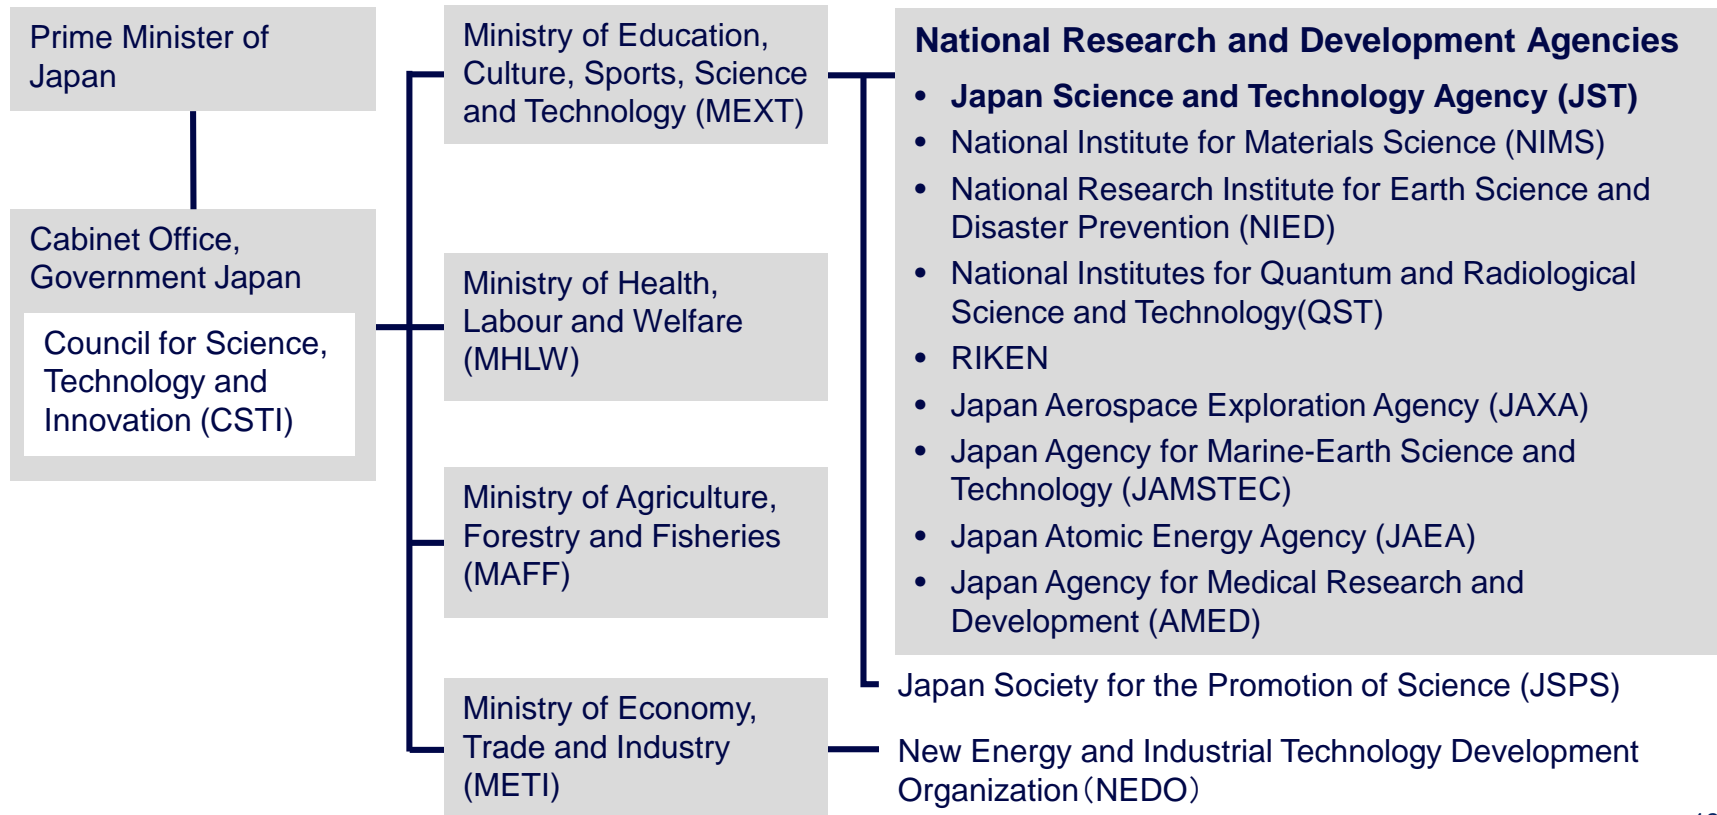 Prime Minister of
Japan
Cabinet Office,
Government Japan
Council for Science,
Technology and
Innovation (CSTI)
Ministry of Education,
Culture, Sports, Science
and Technology (MEXT)
Ministry of Health,
Labour and Welfare
(MHLW)
Ministry of Agriculture,
Forestry and Fisheries
(MAFF)
Ministry of Economy,
Trade and Industry
(METI)
National Research and Development Agencies
• Japan Science and Technology Agency (JST)
• National Institute for Materials Science (NIMS)
• National Research Institute for Earth Science and
Disaster Prevention (NIED)
• National Institutes for Quantum and Radiological
Science and Technology(QST)
• RIKEN
• Japan Aerospace Exploration Agency (JAXA)
• Japan Agency for Marine-Earth Science and
Technology (JAMSTEC)
• Japan Atomic Energy Agency (JAEA)
• Japan Agency for Medical Research and
Development (AMED)
Japan Society for the Promotion of Science (JSPS)
New Energy and Industrial Technology Development
Organization（NEDO）